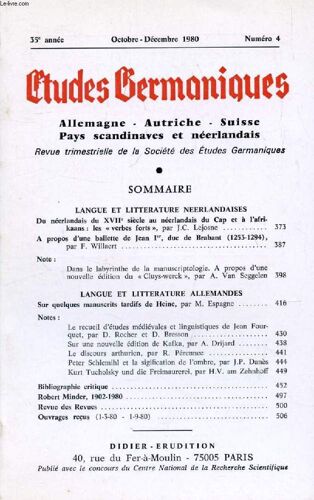 35e année Octobre - Décembre 1980 Numéro 4
Études Germaniques
Allemagne - Autriche - Suisse
Pays scandinaves et néerlandais
Revue trimestrielle de la Société des Études Germaniques
SOMMAIRE
LANGUE ET LITTERATURE NEERLANDAISES
Du néerlandais du XVIIe siècle au néerlandais du Cap et à l'afri-
kaans : les « verbes forts », par J.C. Lejosne ............ 373
A propos d'une ballette de Jean Ier, duc de Brabant (1253-1294),
par F. Willaert ............ 387
Note :
Dans le labyrinthe de la manuscriptologie. A propos d'une
nouvelle édition du « Cluyswerck », par A. Van Seggelen 398
LANGUE ET LITTERATURE ALLEMANDES
Sur quelques manuscrits tardifs de Heine, par M. Espagne .... 416
Notes :
Le recueil d'études médiévales et linguistiques de Jean Four-
quet, par D. Rocher et D. Bresson ............ 430
Sur une nouvelle édition de Kafka, par A. Drijard ...... 438
Le discours arthurien, par R. Pérennec ............ 441
Peter Schlemihl et la sigification de l'ombre, par J.P. Danès 444
Kurt Tucholsky und die Freimaurerei, par H.V. am Zehnhoff 449
Bibliographie critique ............ 452
Robert Minder, 1902-1980 ............ 497
Revue des Revues ............ 500
Ouvrages reçus (1-5-80 - 1-9-80) ............ 506
DIDIER - ERUDITION
40, rue du Fer-à-Moulin - 75005 PARIS
Publié avec le concours du Centre National de la Recherche Scientifique